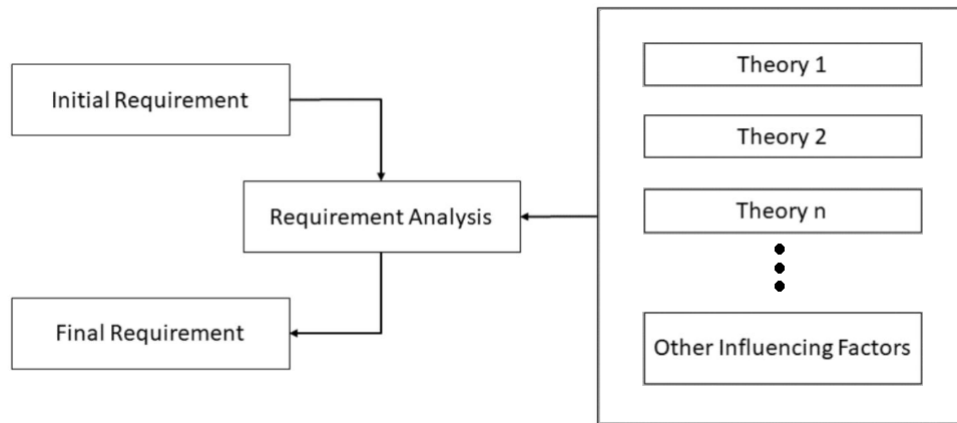 Initial Requirement
Requirement Analysis
Final Requirement
Theory 1
Theory 2
Theory n
Other Influencing Factors